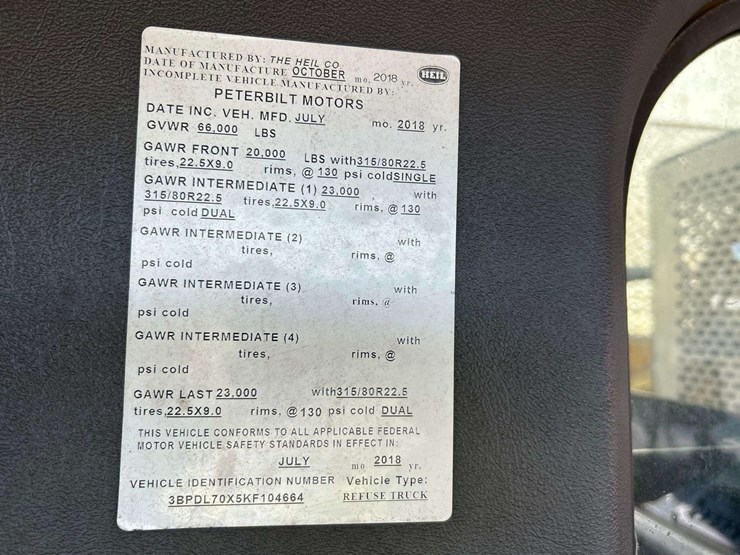 MANUFACTURED BY: THE HEIL CO
DATE OF MANUFACTURE OCTOBER mo. 2018 yr. HEIL
INCOMPLETE VEHICLE MANUFACTURED BY:
PETERBILT MOTORS
DATE INC. VEH. MFD. JULY mo. 2018 yr.
GVWR 66,000 LBS
GAWR FRONT 20,000 LBS with 315/80R22.5
tires, 22.5X9.0 rims, @ 130 psi cold SINGLE
GAWR INTERMEDIATE (1) 23,000 with
315/80R22.5 tires, 22.5X9.0 rims, @ 130
psi cold DUAL
GAWR INTERMEDIATE (2) with
tires, rims, @
psi cold
GAWR INTERMEDIATE (3) with
tires, rims, @
psi cold
GAWR INTERMEDIATE (4) with
tires, rims, @
psi cold
GAWR LAST 23,000 with 315/80R22.5
tires, 22.5X9.0 rims, @ 130 psi cold DUAL
THIS VEHICLE CONFORMS TO ALL APPLICABLE FEDERAL
MOTOR VEHICLE SAFETY STANDARDS IN EFFECT IN:
JULY mo 2018 yr.
VEHICLE IDENTIFICATION NUMBER Vehicle Type:
3BPDL70X5KF104664 REFUSE TRUCK